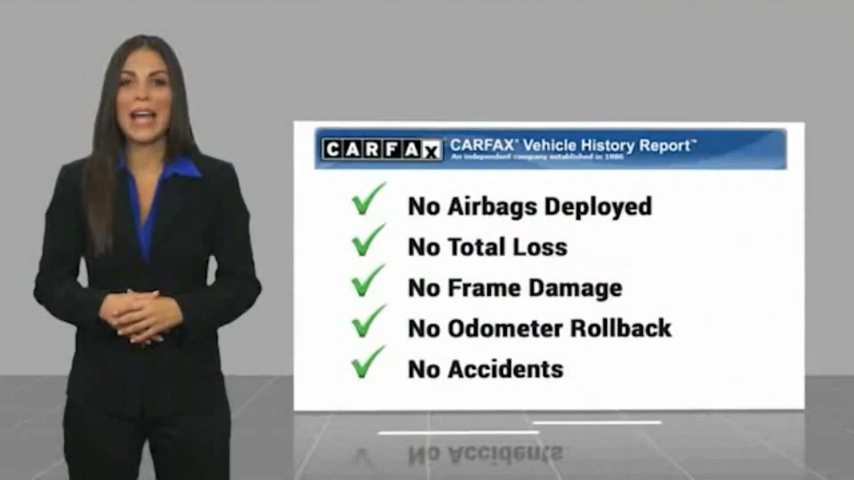 CARFAX CARFAX® Vehicle History Report™
An independent company established in 1986
No Airbags Deployed
No Total Loss
No Frame Damage
No Odometer Rollback
No Accidents
No Accidents